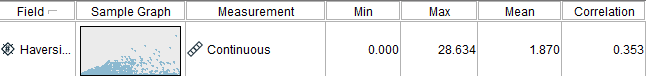 Field Sample Graph Measurement Min Max Mean Correlation
Haversi... Continuous 0.000 28.634 1.870 0.353